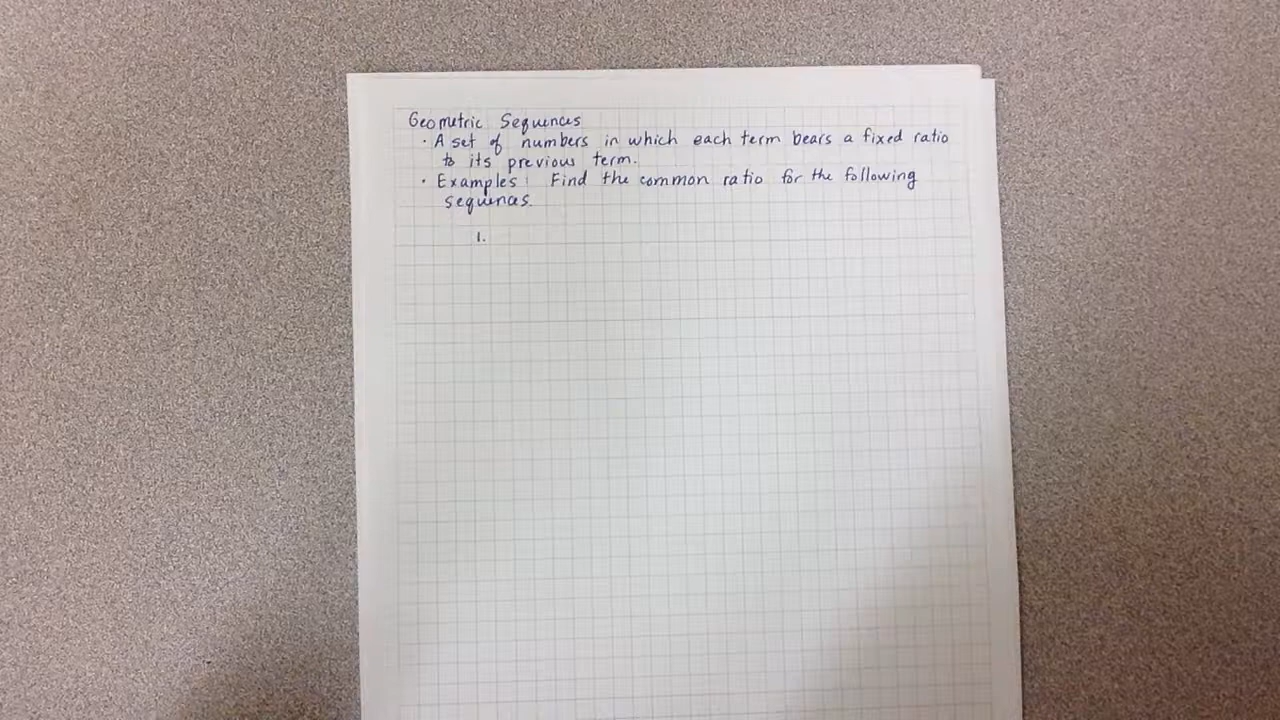 Geometric Sequences
· A set of numbers in which each term bears a fixed ratio
to its previous term.
· Examples: Find the common ratio for the following
sequences.
1.